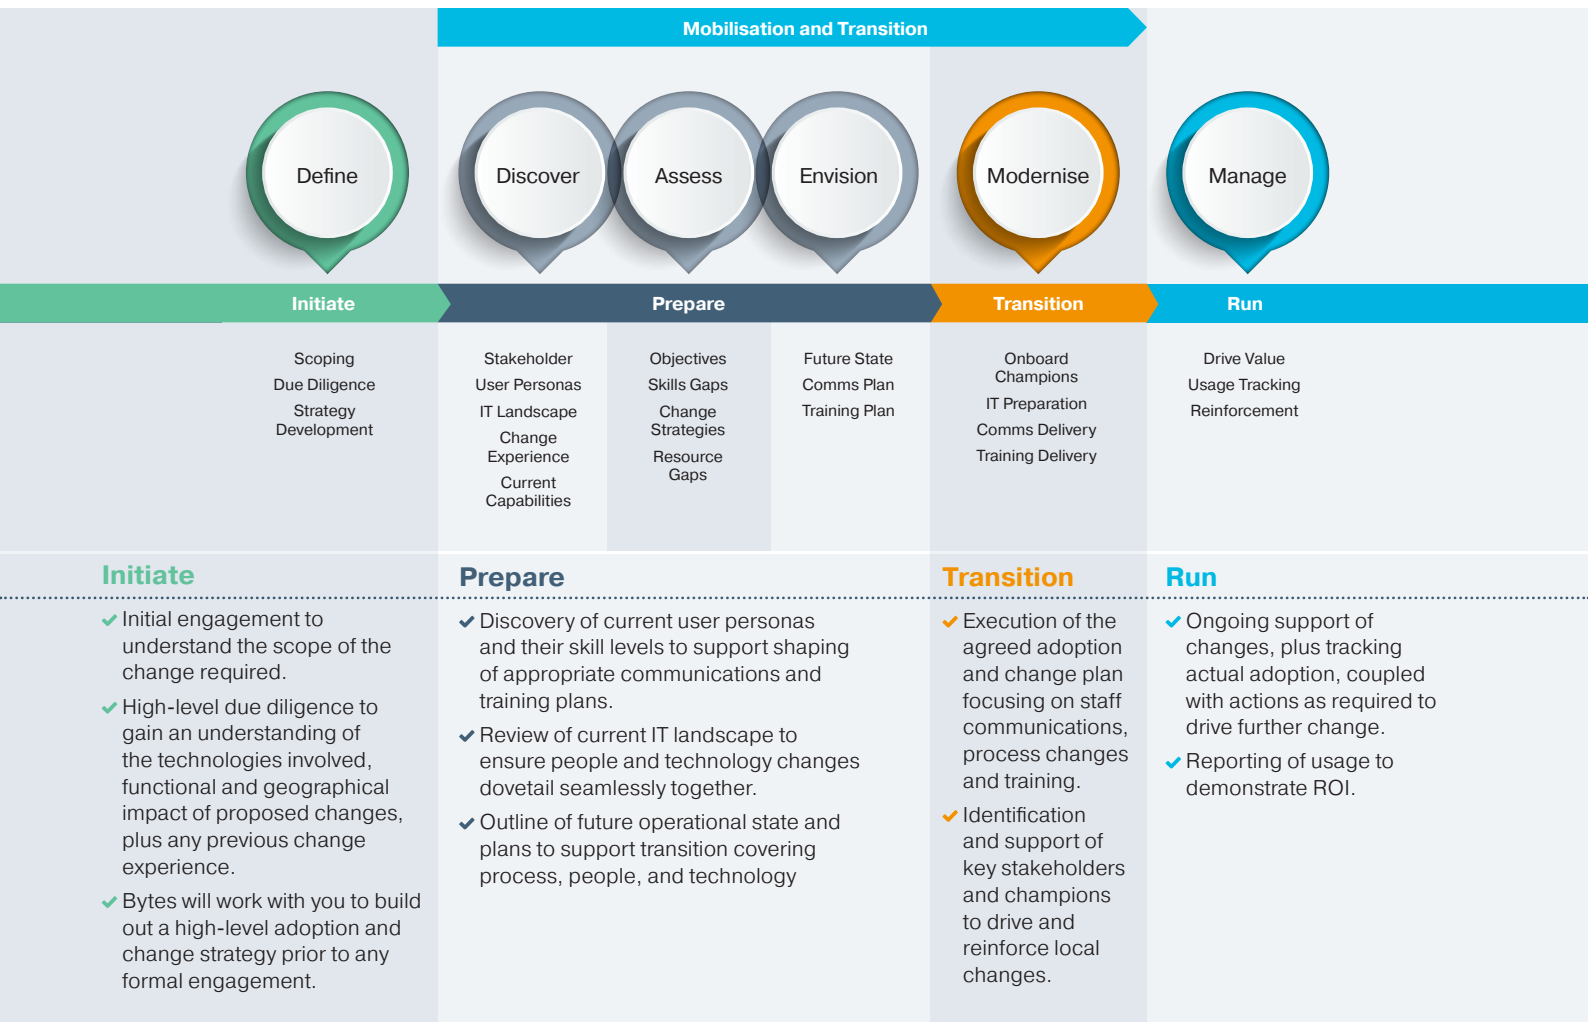 Mobilisation and Transition
Define
Discover
Assess
Envision
Modernise
Manage
Initiate
Prepare
Transition
Run
Scoping
Due Diligence
Strategy
Development
Stakeholder
User Personas
IT Landscape
Change
Experience
Current
Capabilities
Objectives
Skills Gaps
Change
Strategies
Resource
Gaps
Future State
Comms Plan
Training Plan
Onboard
Champions
IT Preparation
Comms Delivery
Training Delivery
Drive Value
Usage Tracking
Reinforcement
Initiate
Initial engagement to
understand the scope of the
change required.
High-level due diligence to
gain an understanding of
the technologies involved,
functional and geographical
impact of proposed changes,
plus any previous change
experience.
Bytes will work with you to build
out a high-level adoption and
change strategy prior to any
formal engagement.
Prepare
Discovery of current user personas
and their skill levels to support shaping
of appropriate communications and
training plans.
Review of current IT landscape to
ensure people and technology changes
dovetail seamlessly together.
Outline of future operational state and
plans to support transition covering
process, people, and technology
Transition
Execution of the
agreed adoption
and change plan
focusing on staff
communications,
process changes
and training.
Identification
and support of
key stakeholders
and champions
to drive and
reinforce local
changes.
Run
Ongoing support of
changes, plus tracking
actual adoption, coupled
with actions as required to
drive further change.
Reporting of usage to
demonstrate ROI.